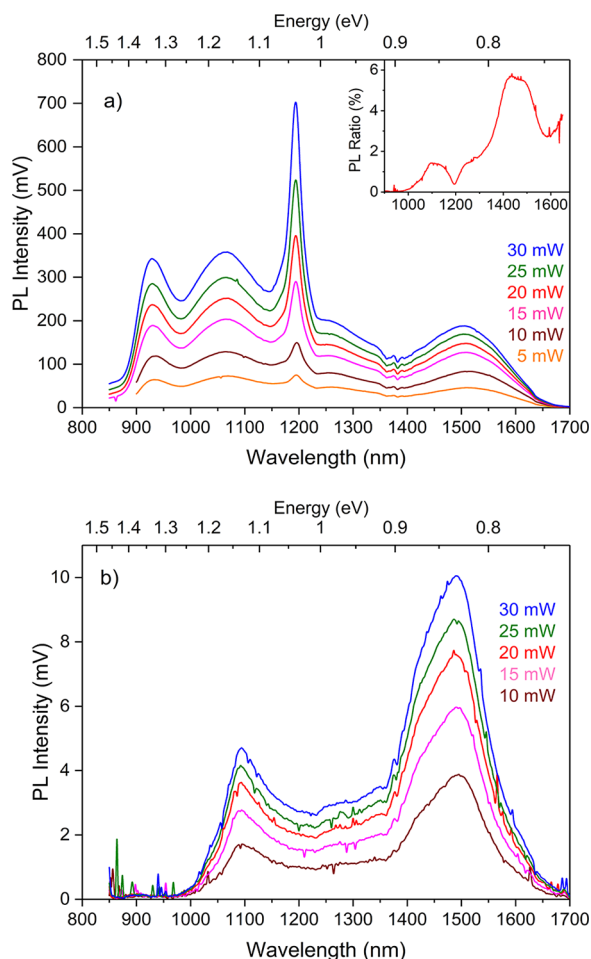 Energy (eV)
1.5 1.4 1.3 1.2 1.1 1 0.9 0.8
800
700
600
500
400
300
200
100
0
PL Intensity (mV)
a)
6
4
2
0
PL Ratio (%)
1000 1200 1400 1600
30 mW
25 mW
20 mW
15 mW
10 mW
5 mW
800 900 1000 1100 1200 1300 1400 1500 1600 1700
Wavelength (nm)
Energy (eV)
1.5 1.4 1.3 1.2 1.1 1 0.9 0.8
10
8
6
4
2
0
PL Intensity (mV)
b)
30 mW
25 mW
20 mW
15 mW
10 mW
800 900 1000 1100 1200 1300 1400 1500 1600 1700
Wavelength (nm)